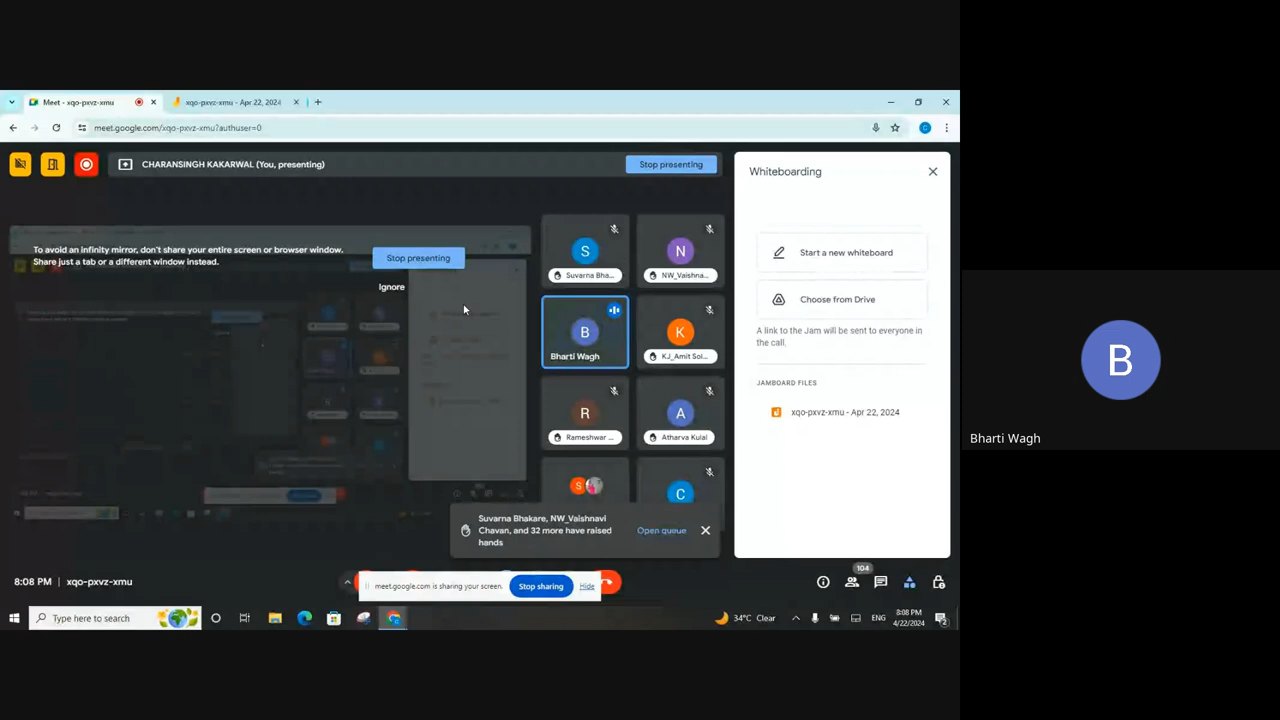 Meet - xqo-pxvz-xmu
xqo-pxvz-xmu - Apr 22, 2024
meet.google.com/xqo-pxvz-xmu?authuser=0
CHARANSINGH KAKARWAL (You, presenting)
Stop presenting
Whiteboarding
To avoid an infinity mirror, don't share your entire screen or browser window.
Share just a tab or a different window instead.
Stop presenting
Ignore
S
Suvarna Bha...
N
NW_Vaishna...
B
Bharti Wagh
K
KJ_Amit Sol...
R
Rameshwar ...
A
Atharva Kulal
S
C
Start a new whiteboard
Choose from Drive
A link to the Jam will be sent to everyone in
the call.
JAMBOARD FILES
xqo-pxvz-xmu - Apr 22, 2024
Suvarna Bhakare, NW_Vaishnavi
Chavan, and 32 more have raised
hands
Open queue
8:08 PM | xqo-pxvz-xmu
meet.google.com is sharing your screen.
Stop sharing
Hide
104
Type here to search
34°C Clear
ENG
8:08 PM
4/22/2024
2
B
Bharti Wagh